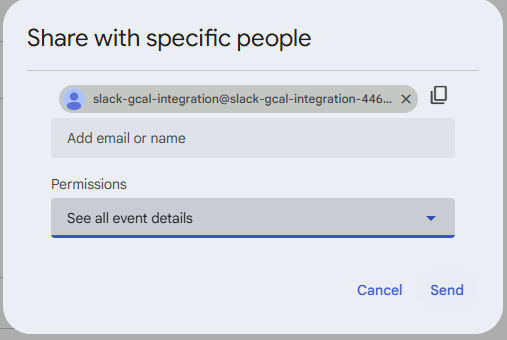 Share with specific people
slack-gcal-integration@slack-gcal-integration-446...
Add email or name
Permissions
See all event details
Cancel
Send